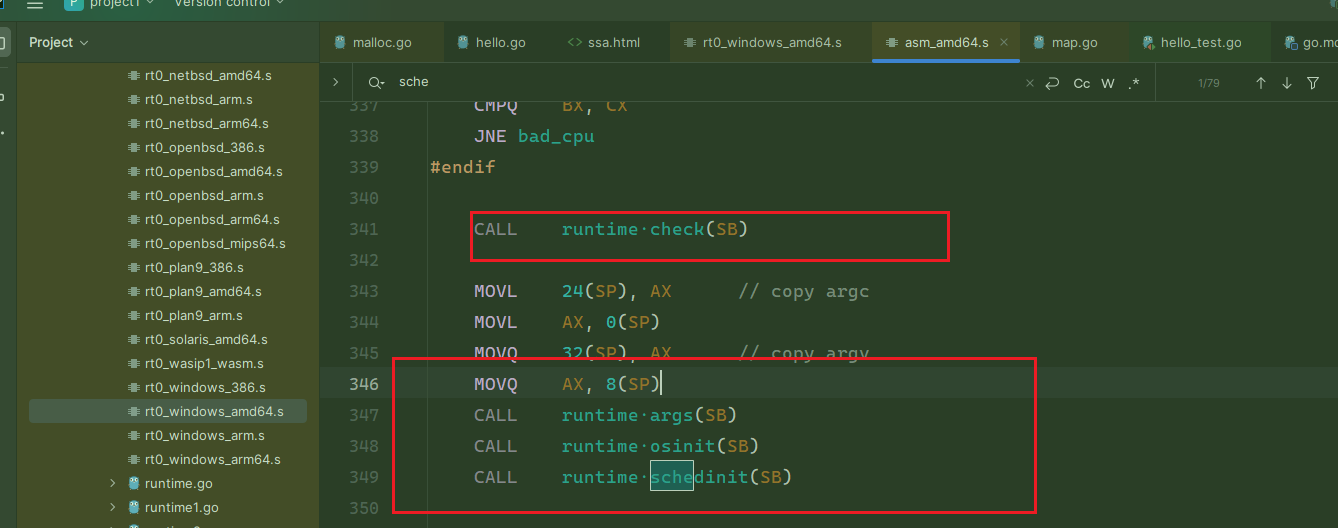 P project1 Version control
Project
malloc.go hello.go <> ssa.html rt0_windows_amd64.s asm_amd64.s × map.go hello_test.go go.mo
sche × Cc W .* 1/79
rt0_netbsd_amd64.s
rt0_netbsd_arm.s
rt0_netbsd_arm64.s
rt0_openbsd_386.s
rt0_openbsd_amd64.s
rt0_openbsd_arm.s
rt0_openbsd_arm64.s
rt0_openbsd_mips64.s
rt0_plan9_386.s
rt0_plan9_amd64.s
rt0_plan9_arm.s
rt0_solaris_amd64.s
rt0_wasip1_wasm.s
rt0_windows_386.s
rt0_windows_amd64.s
rt0_windows_arm.s
rt0_windows_arm64.s
runtime.go
runtime1.go
337 CMPQ BX, CX
338 JNE bad_cpu
339 #endif
340
341 CALL runtime·check(SB)
342
343 MOVL 24(SP), AX // copy argc
344 MOVL AX, 0(SP)
345 MOVQ 32(SP), AX // copy argv
346 MOVQ AX, 8(SP)
347 CALL runtime·args(SB)
348 CALL runtime·osinit(SB)
349 CALL runtime·schedinit(SB)
350